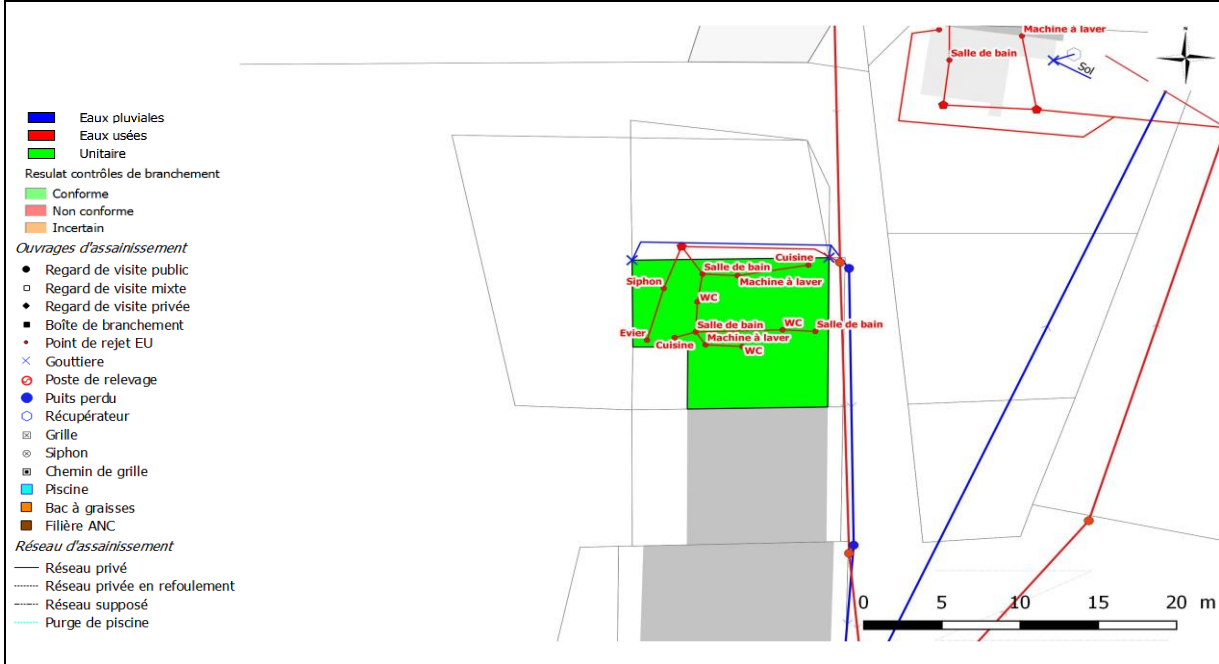 Eaux pluviales
Eaux usées
Unitaire
Resulat contrôles de branchement
Conforme
Non conforme
Incertain
Ouvrages d'assainissement
Regard de visite public
Regard de visite mixte
Regard de visite privée
Boîte de branchement
Point de rejet EU
Gouttiere
Poste de relevage
Puits perdu
Récupérateur
Grille
Siphon
Chemin de grille
Piscine
Bac à graisses
Filière ANC
Réseau d'assainissement
Réseau privé
Réseau privée en refoulement
Réseau supposé
Purge de piscine
Machine à laver
Salle de bain
Sol
N
Cuisine
Salle de bain
Machine à laver
Siphon
WC
Evier
Salle de bain
WC
Salle de bain
Cuisine
Machine à laver
WC
0 5 10 15 20 m